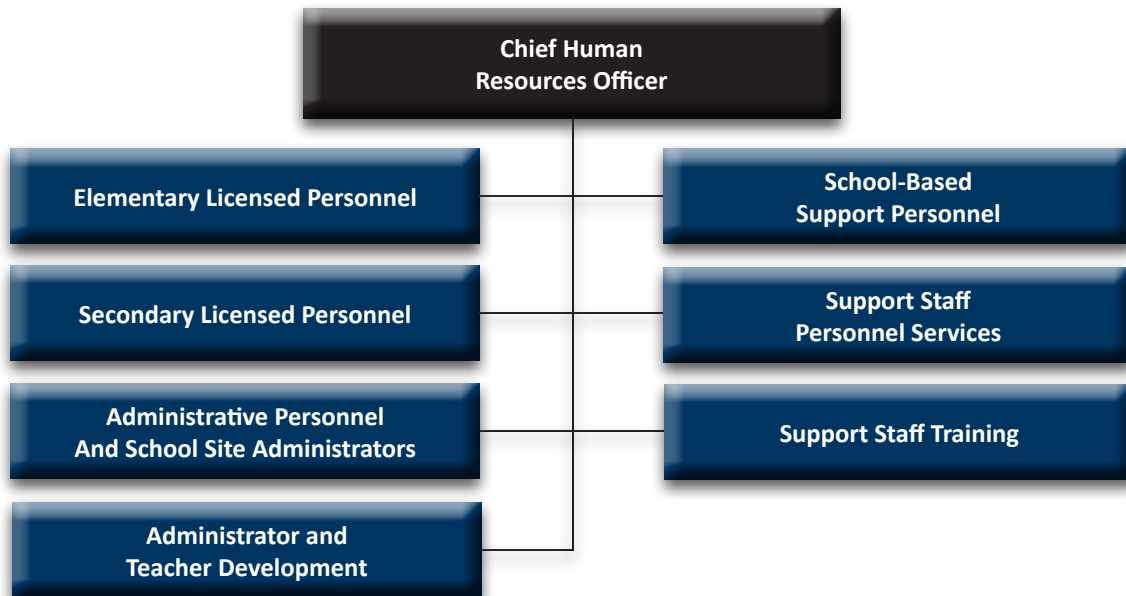 Chief Human
Resources Officer
Elementary Licensed Personnel
School-Based
Support Personnel
Secondary Licensed Personnel
Support Staff
Personnel Services
Administrative Personnel
And School Site Administrators
Support Staff Training
Administrator and
Teacher Development